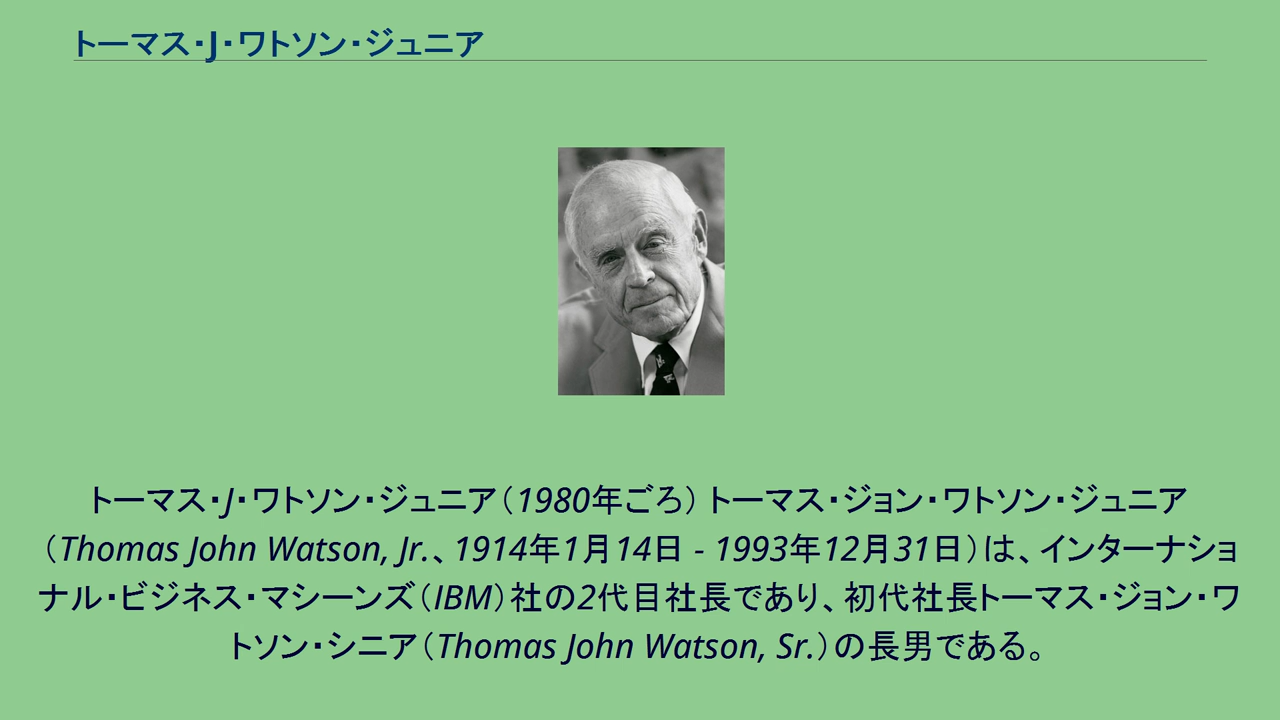 トーマス・J・ワトソン・ジュニア
トーマス・J・ワトソン・ジュニア（1980年ごろ） トーマス・ジョン・ワトソン・ジュニア
（Thomas John Watson, Jr.、1914年1月14日 - 1993年12月31日）は、インターナショ
ナル・ビジネス・マシーンズ（IBM）社の2代目社長であり、初代社長トーマス・ジョン・ワ
トソン・シニア（Thomas John Watson, Sr.）の長男である。